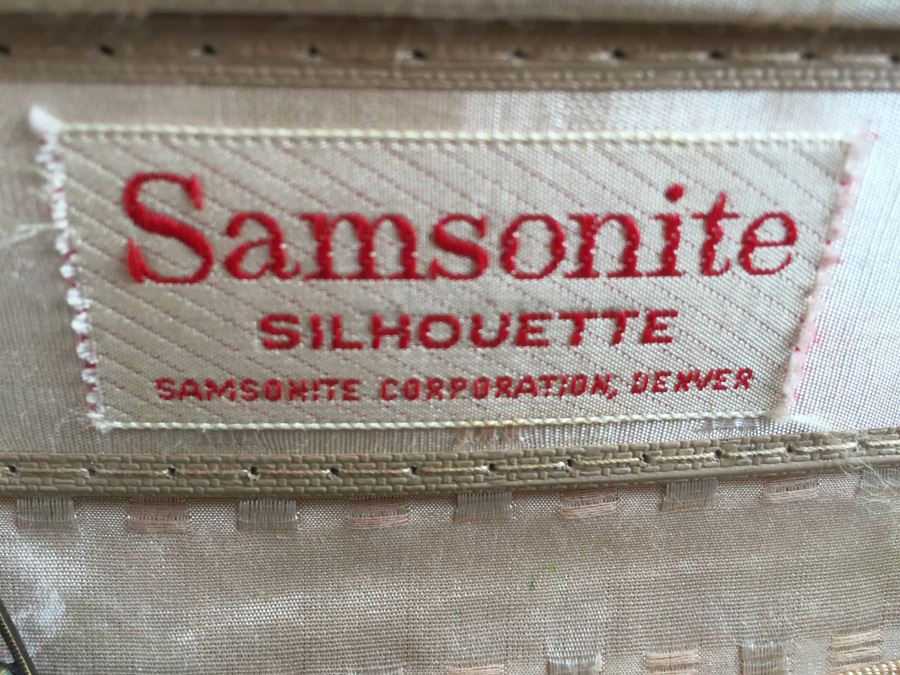 Samsonite
SILHOUETTE
SAMSONITE CORPORATION, DENVER